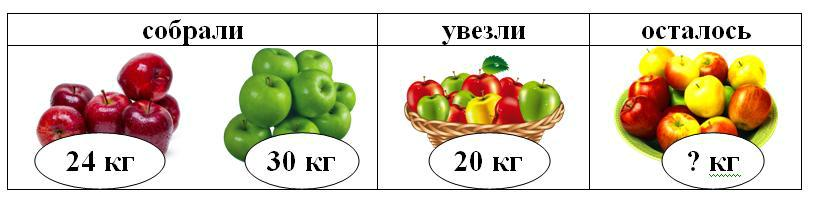 собрали увезли осталось
24 кг 30 кг 20 кг ? кг